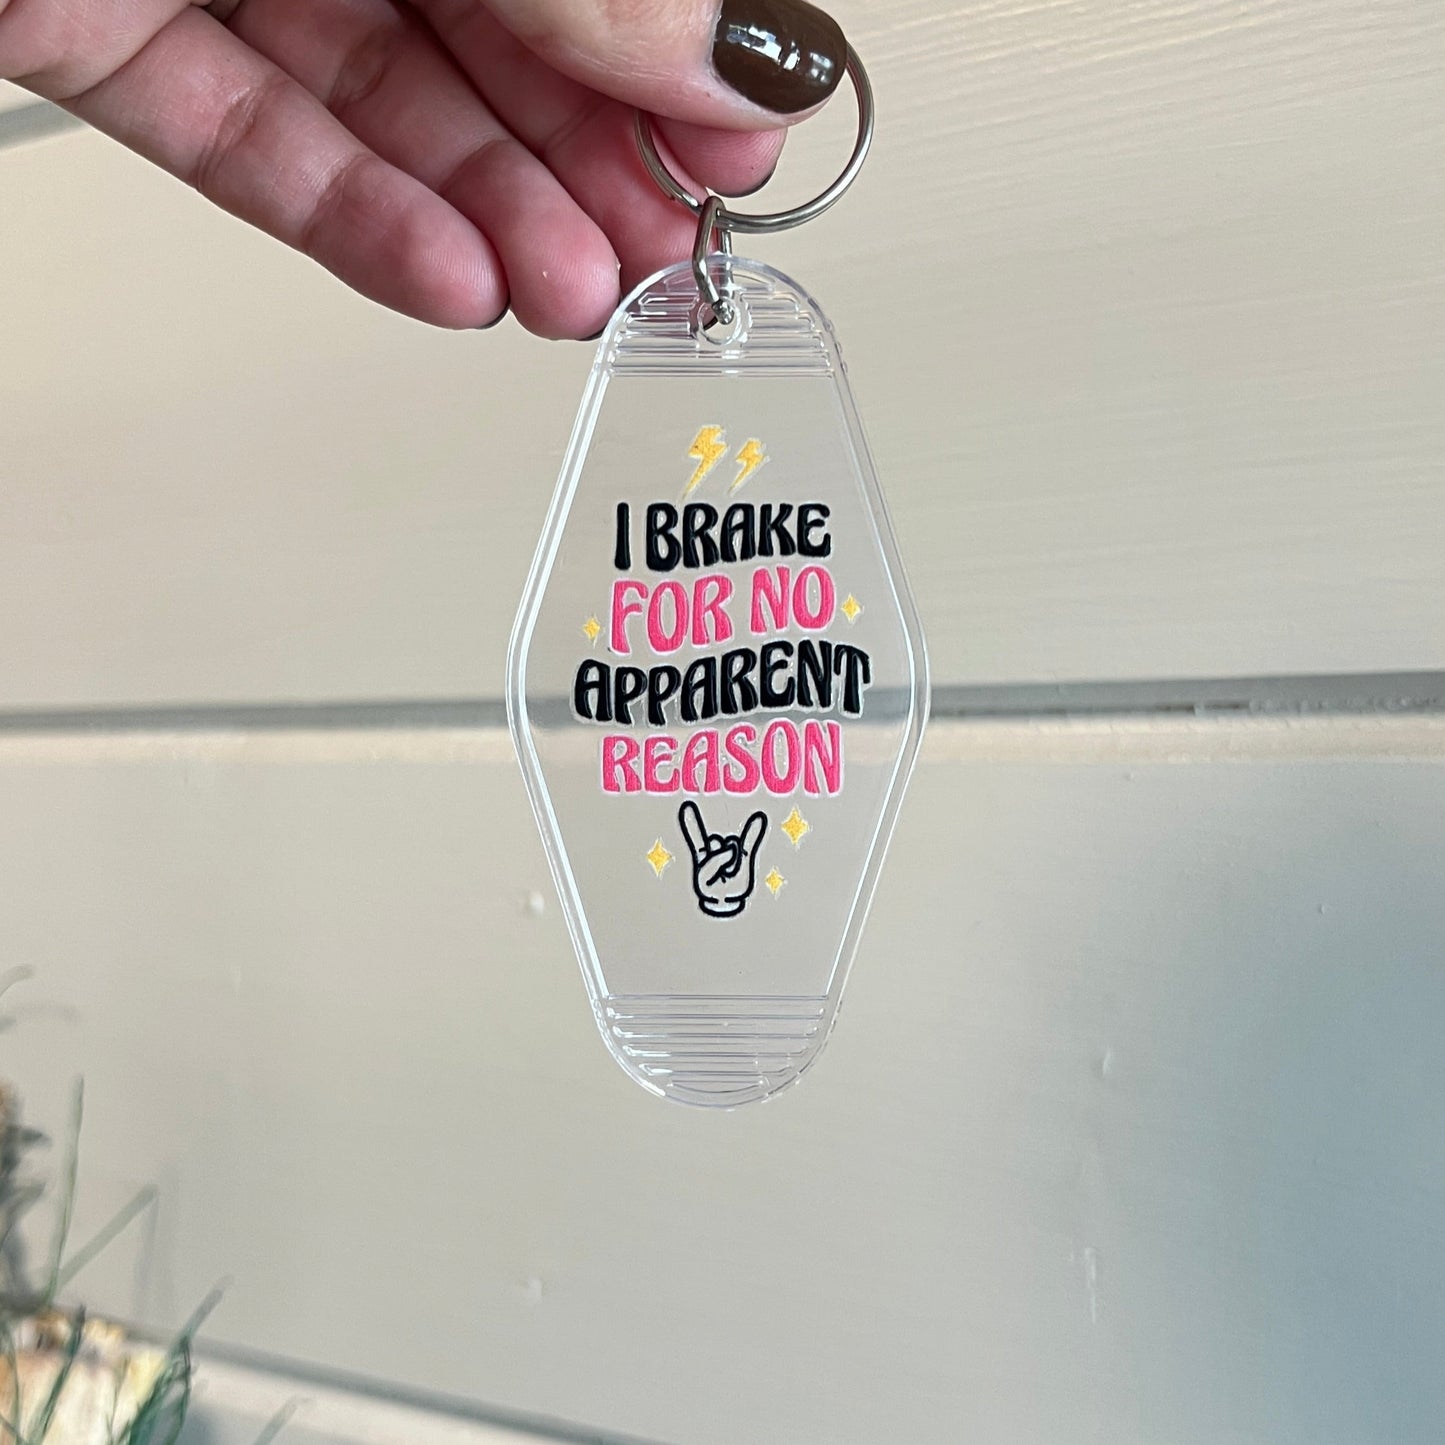 I BRAKE
FOR NO
APPARENT
REASON